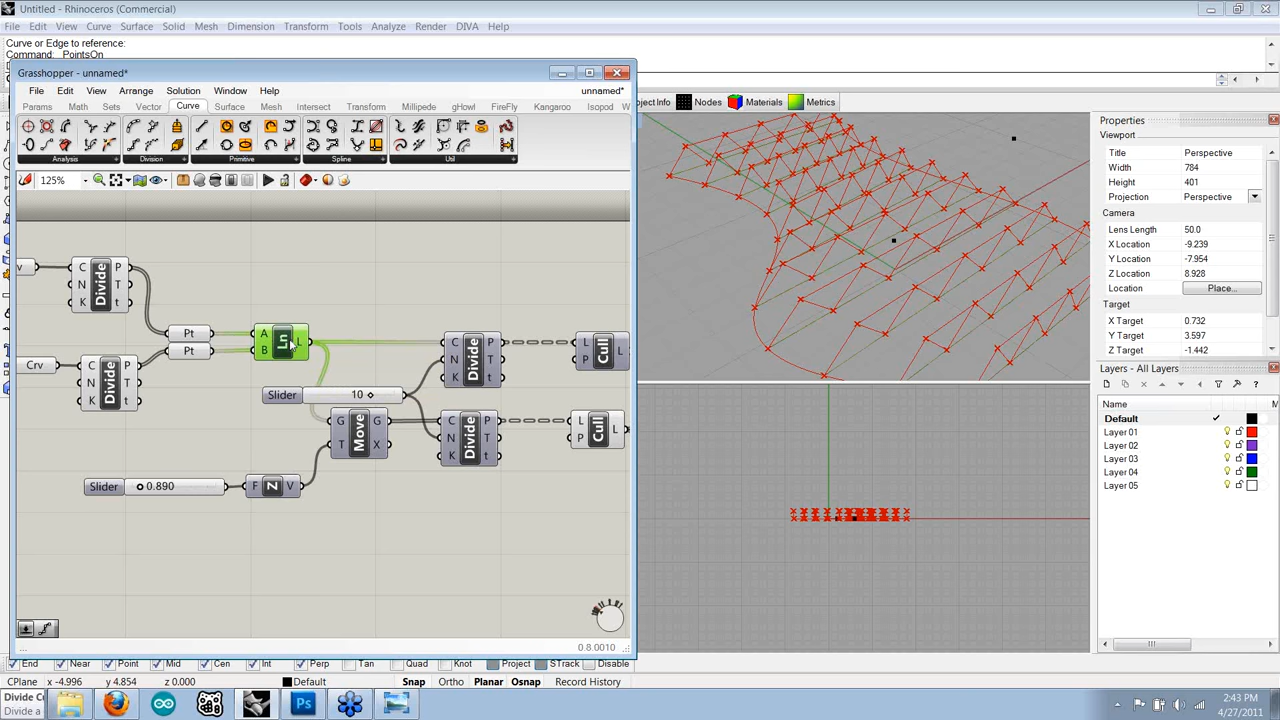 Untitled - Rhinoceros (Commercial)
File Edit View Curve Surface Solid Mesh Dimension Transform Tools Analyze Render DIVA Help
Curve or Edge to reference:
Command: PointsOn
Grasshopper - unnamed*
File Edit View Arrange Solution Window Help unnamed*
Params Math Sets Vector Curve Surface Mesh Intersect Transform Millipede gHowl FireFly Kangaroo Isopod W
Analysis Division Primitive Spline Util
125%
oject Info Nodes Materials Metrics
Properties
Viewport
Title Perspective
Width 784
Height 401
Projection Perspective
Camera
Lens Length 50.0
X Location -9.239
Y Location -7.954
Z Location 8.928
Location Place...
Target
X Target 0.732
Y Target 3.597
Z Target -1.442
Layers - All Layers
Name
Default
Layer 01
Layer 02
Layer 03
Layer 04
Layer 05
v C N K Divide P T t
Pt
Pt
A B Ln L
Crv C N K Divide P T t
C N K Divide P T t
L P Cull L
Slider 10
G T Move G X
C N K Divide P T t
L P Cull L
Slider 0.890
F Z V
... 0.8.0010
End Near Point Mid Cen Int Perp Tan Quad Knot Project STrack Disable
CPlane x -4.996 y 4.854 z 0.000 Default Snap Ortho Planar Osnap Record History
Divide C
Divide a
Ps
2:43 PM
4/27/2011